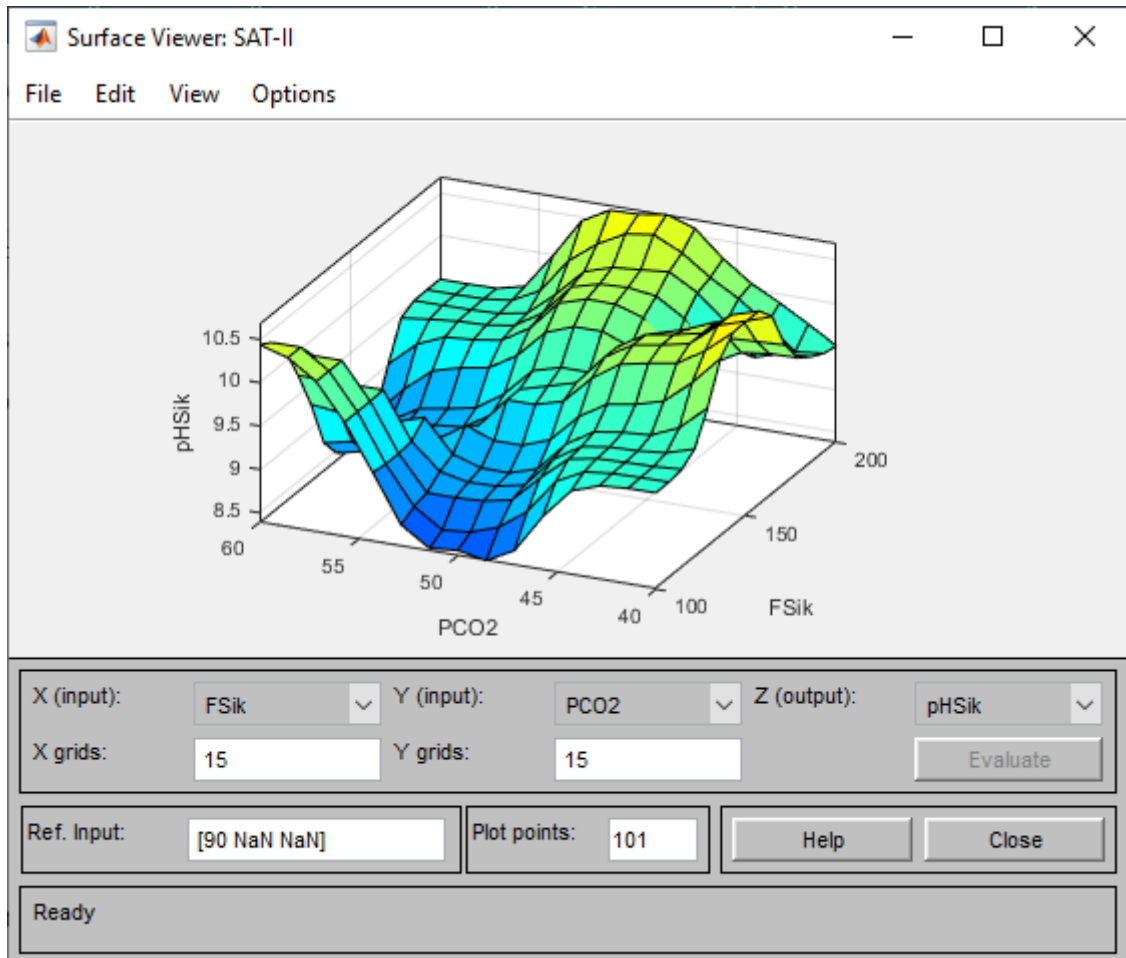 Surface Viewer: SAT-II
File Edit View Options
10.5
10
9.5
9
8.5
pHSik
60
55
50
45
40
PCO2
100
150
200
FSik
X (input): FSik Y (input): PCO2 Z (output): pHSik
X grids: 15 Y grids: 15 Evaluate
Ref. Input: [90 NaN NaN] Plot points: 101 Help Close
Ready